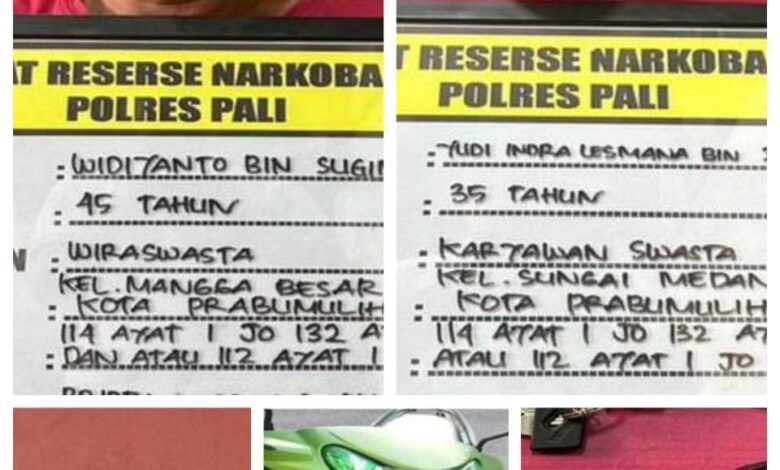 AT RESERSE NARKOBA
POLRES PALI
: WIDIYANTO BIN SUGI
: 45 TAHUN
: WIRASWASTA
KEL. MANGGA BESAR
: KOTA PRABUMULIH
114 AYAT 1 JO 132 A
: DAN ATAU 112 AYAT 1
T RESERSE NARKOBA
POLRES PALI
: YUDI INDRA LESMANA BIN
: 35 TAHUN
: KARYAWAN SWASTA
KEL. SUNGAI MEDAN
: KOTA PRABUMULIH
114 AYAT 1 JO 132 A
: ATAU 112 AYAT 1 JO